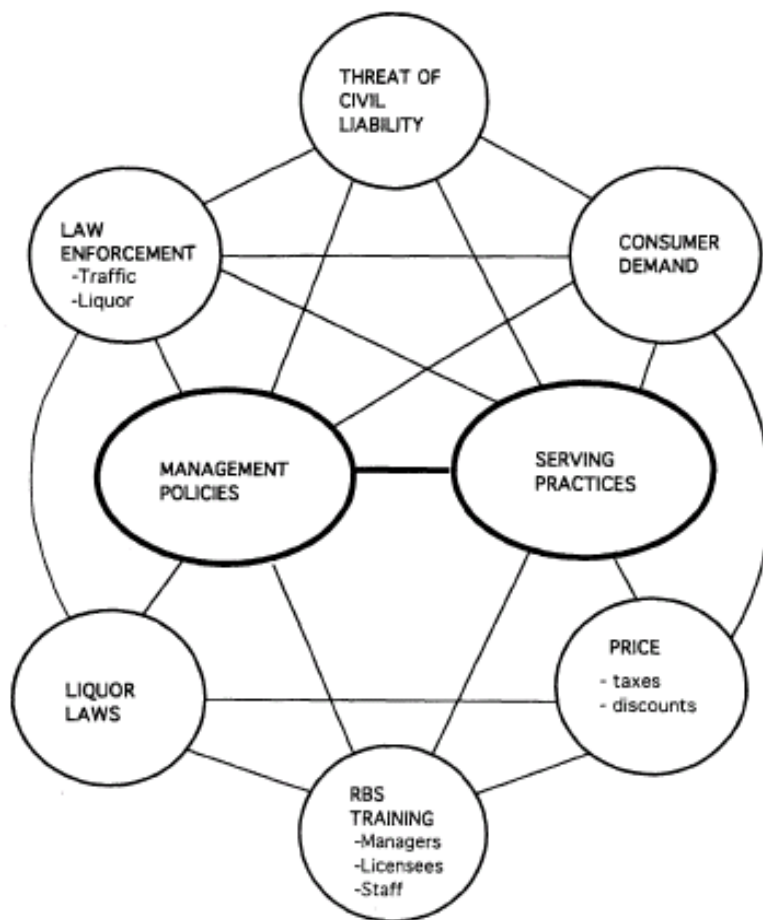 THREAT OF
CIVIL
LIABILITY
LAW
ENFORCEMENT
-Traffic
-Liquor
CONSUMER
DEMAND
MANAGEMENT
POLICIES
SERVING
PRACTICES
LIQUOR
LAWS
PRICE
- taxes
- discounts
RBS
TRAINING
-Managers
-Licensees
-Staff